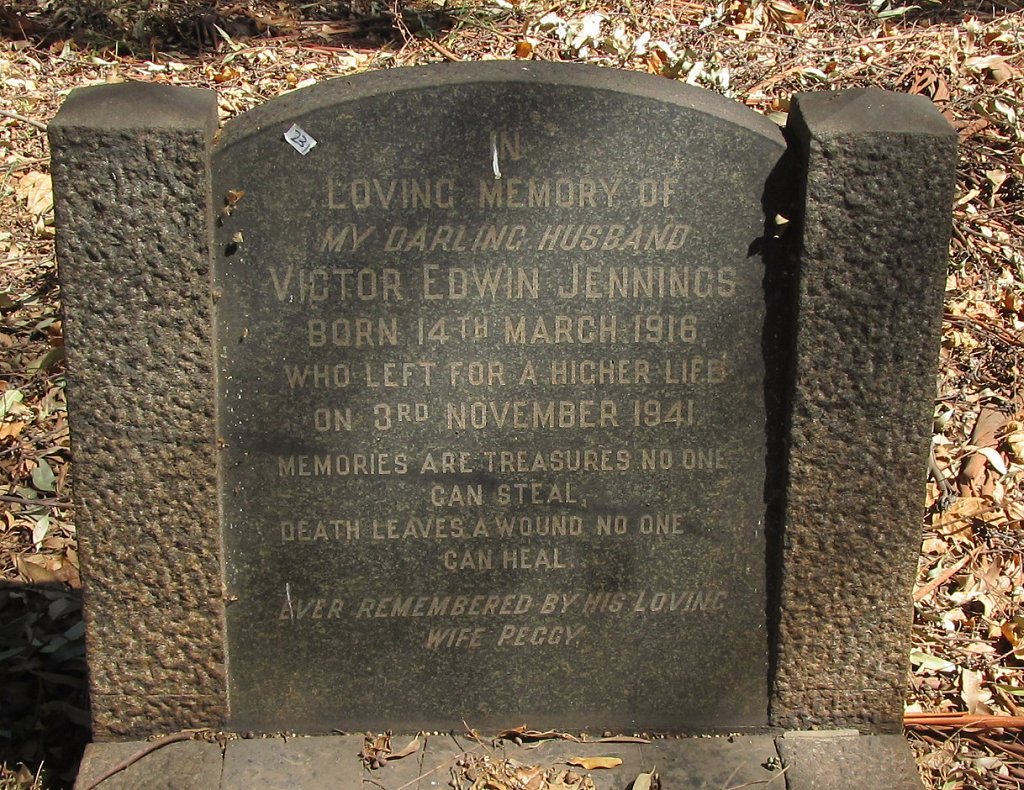 231
IN
LOVING MEMORY OF
MY DARLING HUSBAND
VICTOR EDWIN JENNINGS
BORN 14TH MARCH 1916
WHO LEFT FOR A HIGHER LIFE
ON 3RD NOVEMBER 1941.
MEMORIES ARE TREASURES NO ONE
CAN STEAL,
DEATH LEAVES A WOUND NO ONE
CAN HEAL.
EVER REMEMBERED BY HIS LOVING
WIFE PEGGY